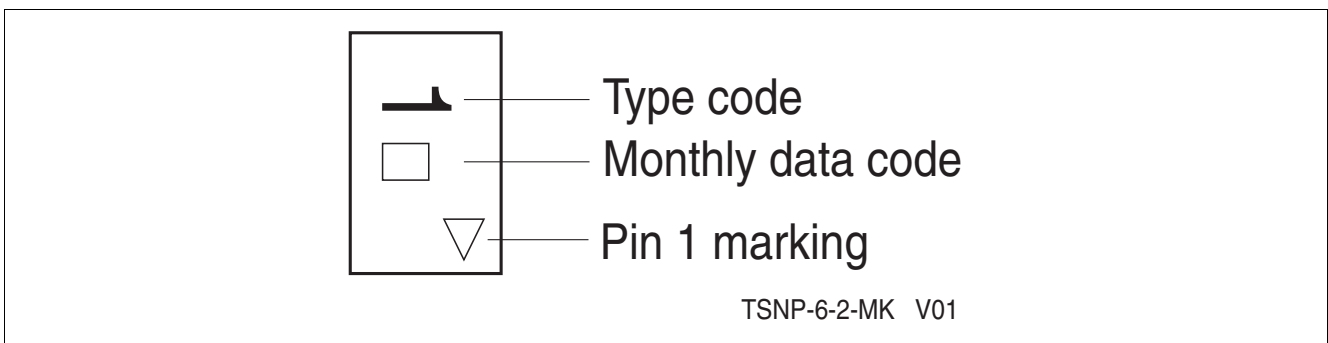 Type code
Monthly data code
Pin 1 marking
TSNP-6-2-MK V01